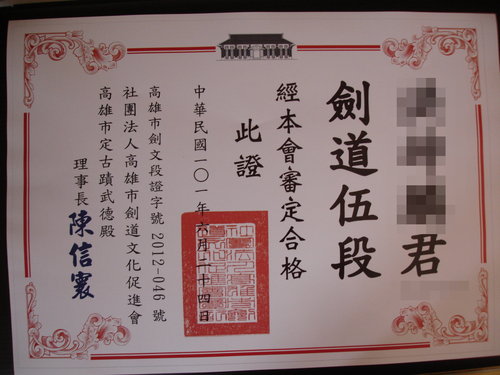 君
劍道伍段
經本會審定合格
此證
中華民國一〇一年六月二十四日
高雄市劍文段證字號 2012-046 號
社團法人高雄市劍道文化促進會
高雄市定古蹟武德殿
理事長 陳信寰